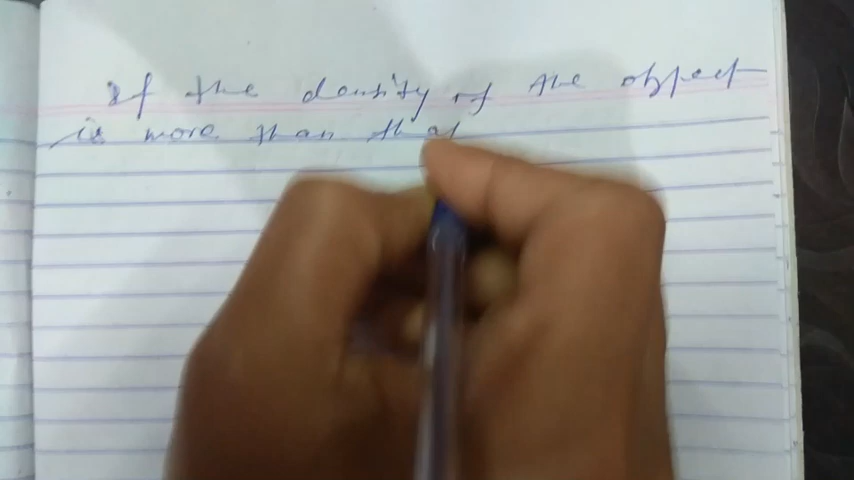 If the density of the object
is more than that